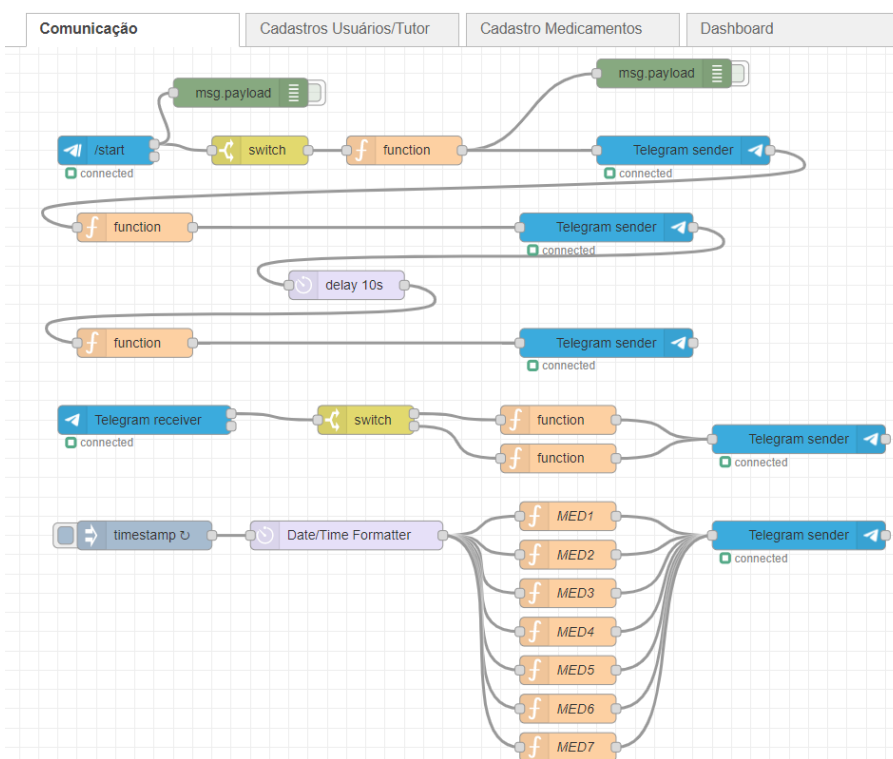 Comunicação
Cadastros Usuários/Tutor
Cadastro Medicamentos
Dashboard
msg.payload
msg.payload
/start
switch
function
Telegram sender
connected
connected
function
Telegram sender
connected
delay 10s
function
Telegram sender
connected
Telegram receiver
switch
function
connected
function
Telegram sender
connected
MED1
timestamp ↻
Date/Time Formatter
Telegram sender
MED2
connected
MED3
MED4
MED5
MED6
MED7